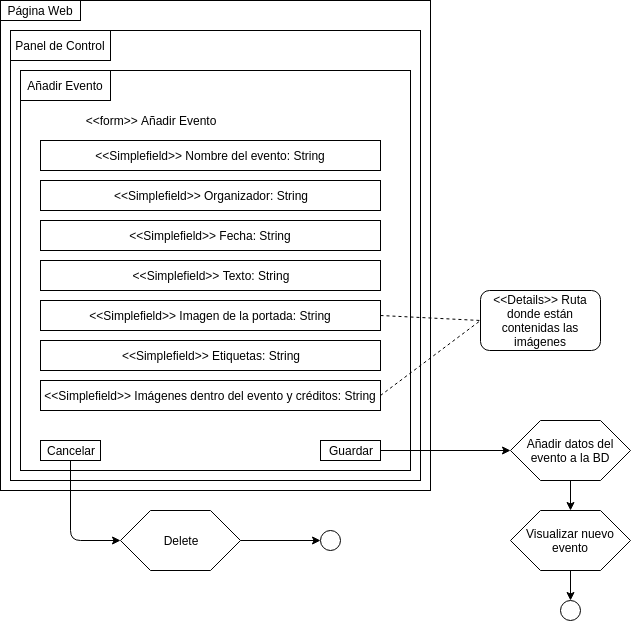 Página Web
Panel de Control
Añadir Evento
<<form>> Añadir Evento
<<Simplefield>> Nombre del evento: String
<<Simplefield>> Organizador: String
<<Simplefield>> Fecha: String
<<Simplefield>> Texto: String
<<Simplefield>> Imagen de la portada: String
<<Simplefield>> Etiquetas: String
<<Simplefield>> Imágenes dentro del evento y créditos: String
<<Details>> Ruta
donde están
contenidas las
imágenes
Cancelar
Guardar
Añadir datos del
evento a la BD
Delete
Visualizar nuevo
evento